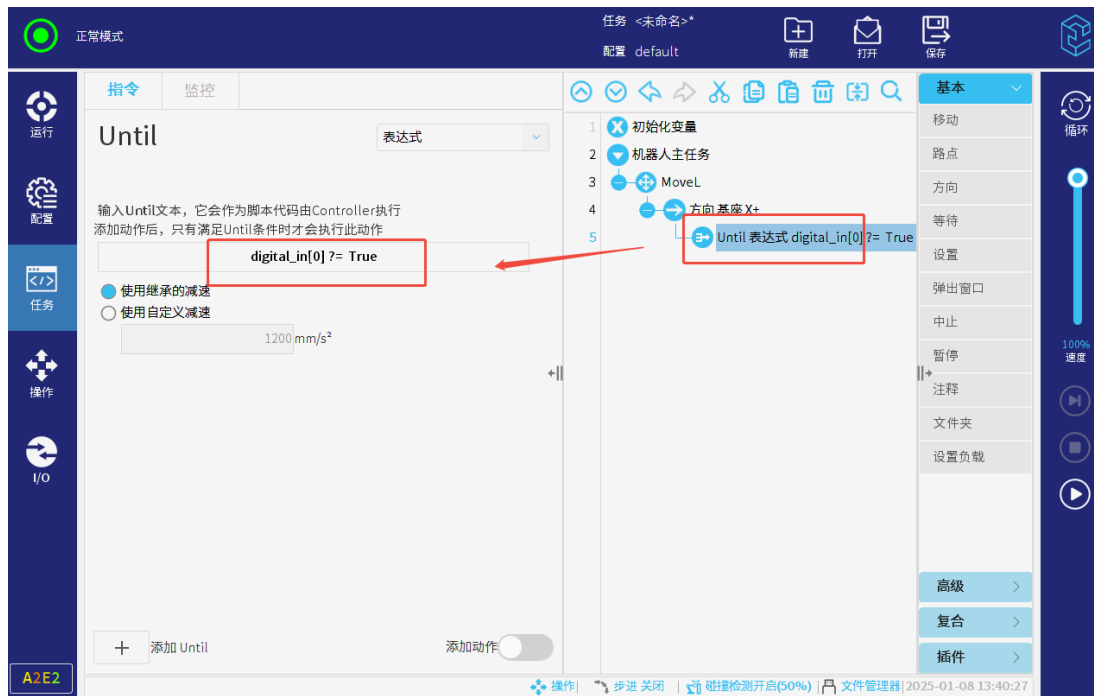 正常模式
任务 <未命名>*
配置 default
新建
打开
保存
运行
配置
任务
操作
I/O
A2E2
指令
监控
Until
表达式
输入Until文本，它会作为脚本代码由Controller执行
添加动作后，只有满足Until条件时才会执行此动作
digital_in[0] ?= True
使用继承的减速
使用自定义减速
1200 mm/s²
添加 Until
添加动作
1 初始化变量
2 机器人主任务
3 MoveL
4 方向 基座 X+
5 Until 表达式 digital_in[0] ?= True
基本
移动
路点
方向
等待
设置
弹出窗口
中止
暂停
注释
文件夹
设置负载
高级
复合
插件
循环
100%
速度
操作
步进 关闭
碰撞检测开启(50%)
文件管理器
2025-01-08 13:40:27